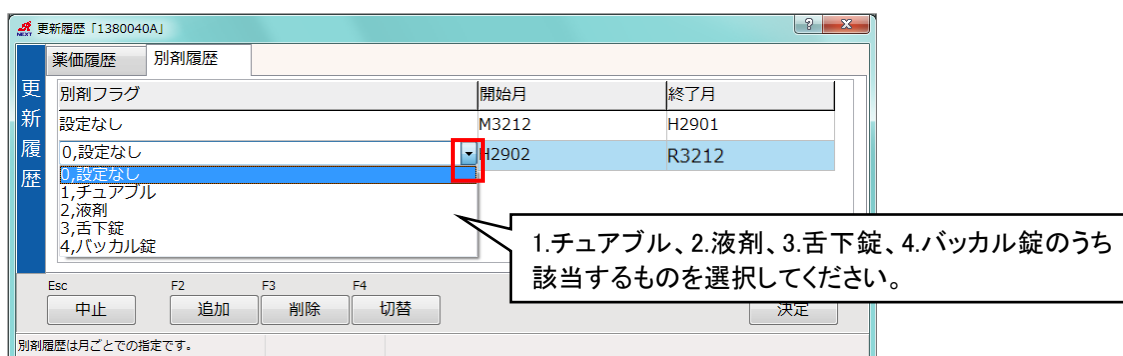 更新履歴「1380040A」
薬価履歴 別剤履歴
更新履歴
別剤フラグ 開始月 終了月
設定なし M3212 H2901
0,設定なし H2902 R3212
0,設定なし
1,チュアブル
2,液剤
3,舌下錠
4,バッカル錠
1.チュアブル、2.液剤、3.舌下錠、4.バッカル錠のうち
該当するものを選択してください。
Esc F2 F3 F4
中止 追加 削除 切替 決定
別剤履歴は月ごとでの指定です。